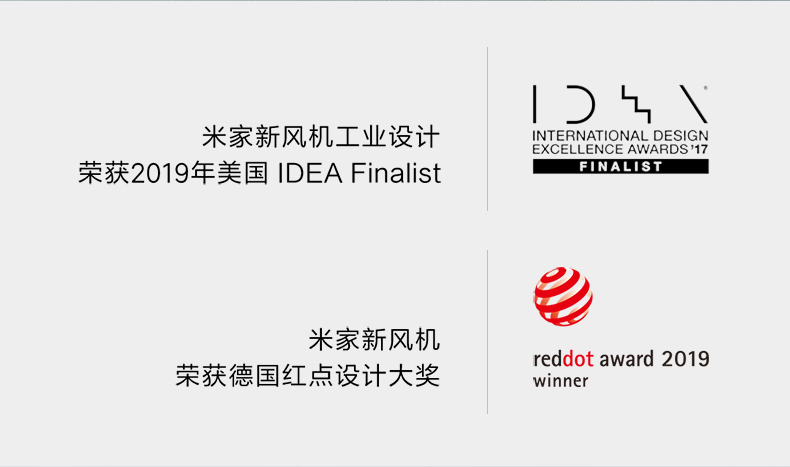 米家新风机工业设计
荣获2019年美国 IDEA Finalist
IDEA®
INTERNATIONAL DESIGN
EXCELLENCE AWARDS '17
FINALIST
米家新风机
荣获德国红点设计大奖
reddot award 2019
winner